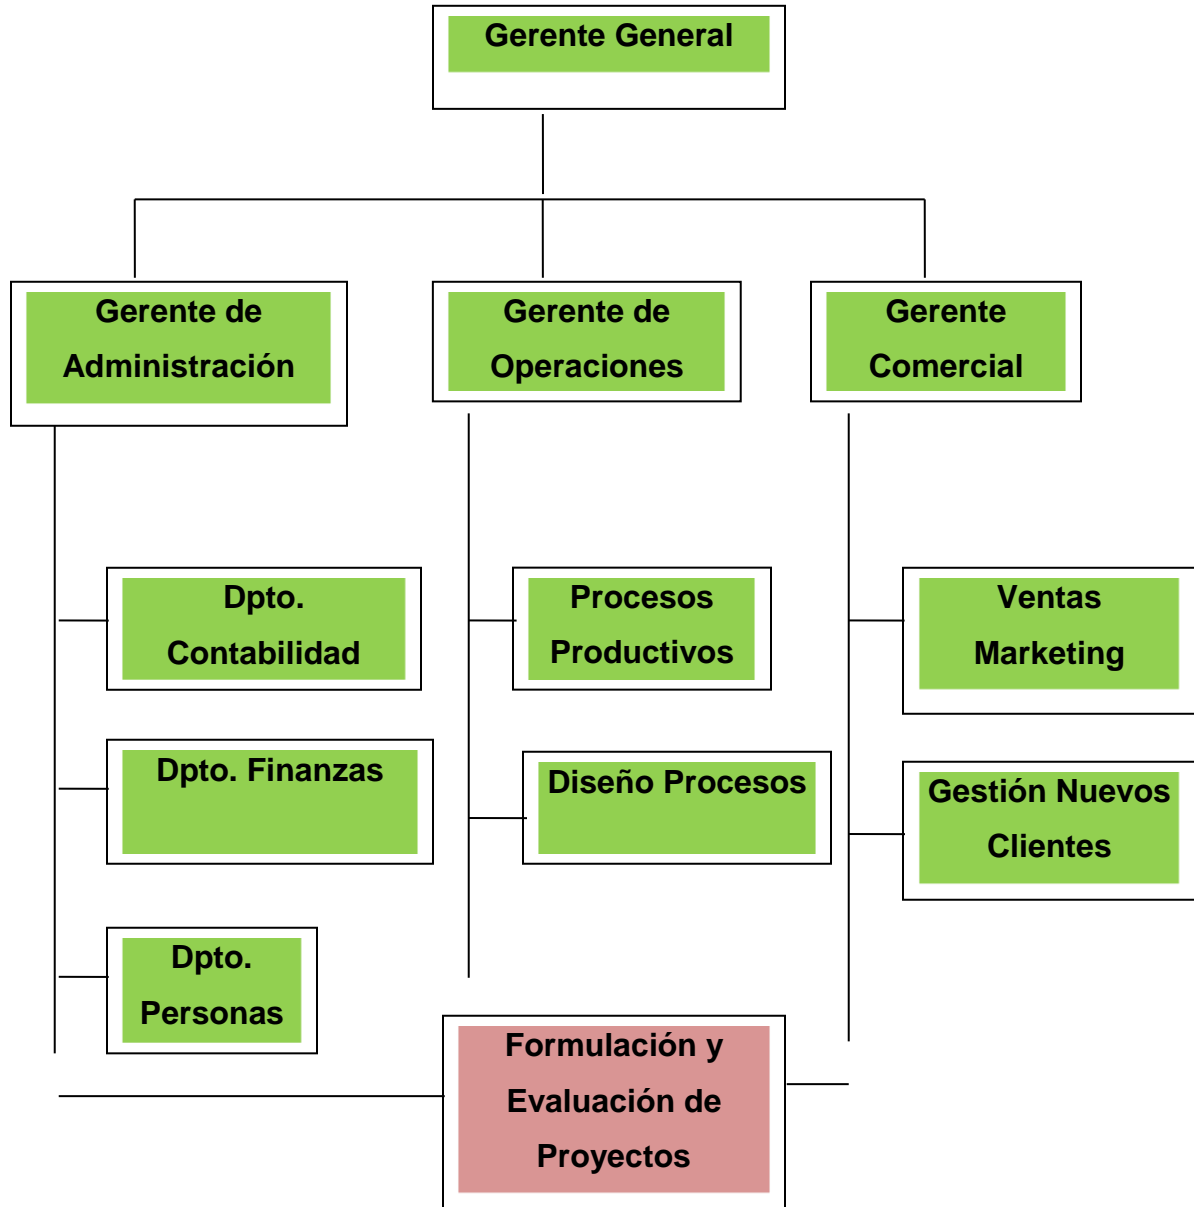 Gerente General
Gerente de
Administración
Gerente de
Operaciones
Gerente
Comercial
Dpto.
Contabilidad
Procesos
Productivos
Ventas
Marketing
Dpto. Finanzas
Diseño Procesos
Gestión Nuevos
Clientes
Dpto.
Personas
Formulación y
Evaluación de
Proyectos